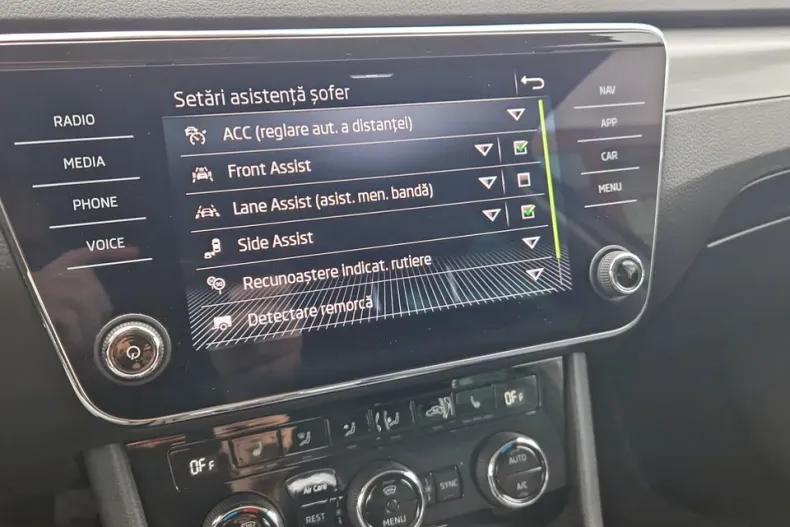 Setări asistență șofer
RADIO
MEDIA
PHONE
VOICE
ACC (reglare aut. a distanței)
Front Assist
Lane Assist (asist. men. bandă)
Side Assist
Recunoaștere indicat. rutiere
Detectare remorcă
NAV
APP
CAR
MENU
OFF
OFF
Air Care
REST
MENU
SYNC
AUTO
A/C